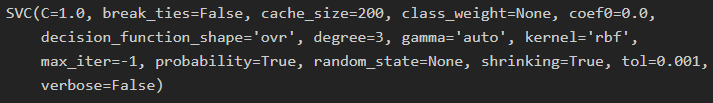 SVC(C=1.0, break_ties=False, cache_size=200, class_weight=None, coef0=0.0,
    decision_function_shape='ovr', degree=3, gamma='auto', kernel='rbf',
    max_iter=-1, probability=True, random_state=None, shrinking=True, tol=0.001,
    verbose=False)